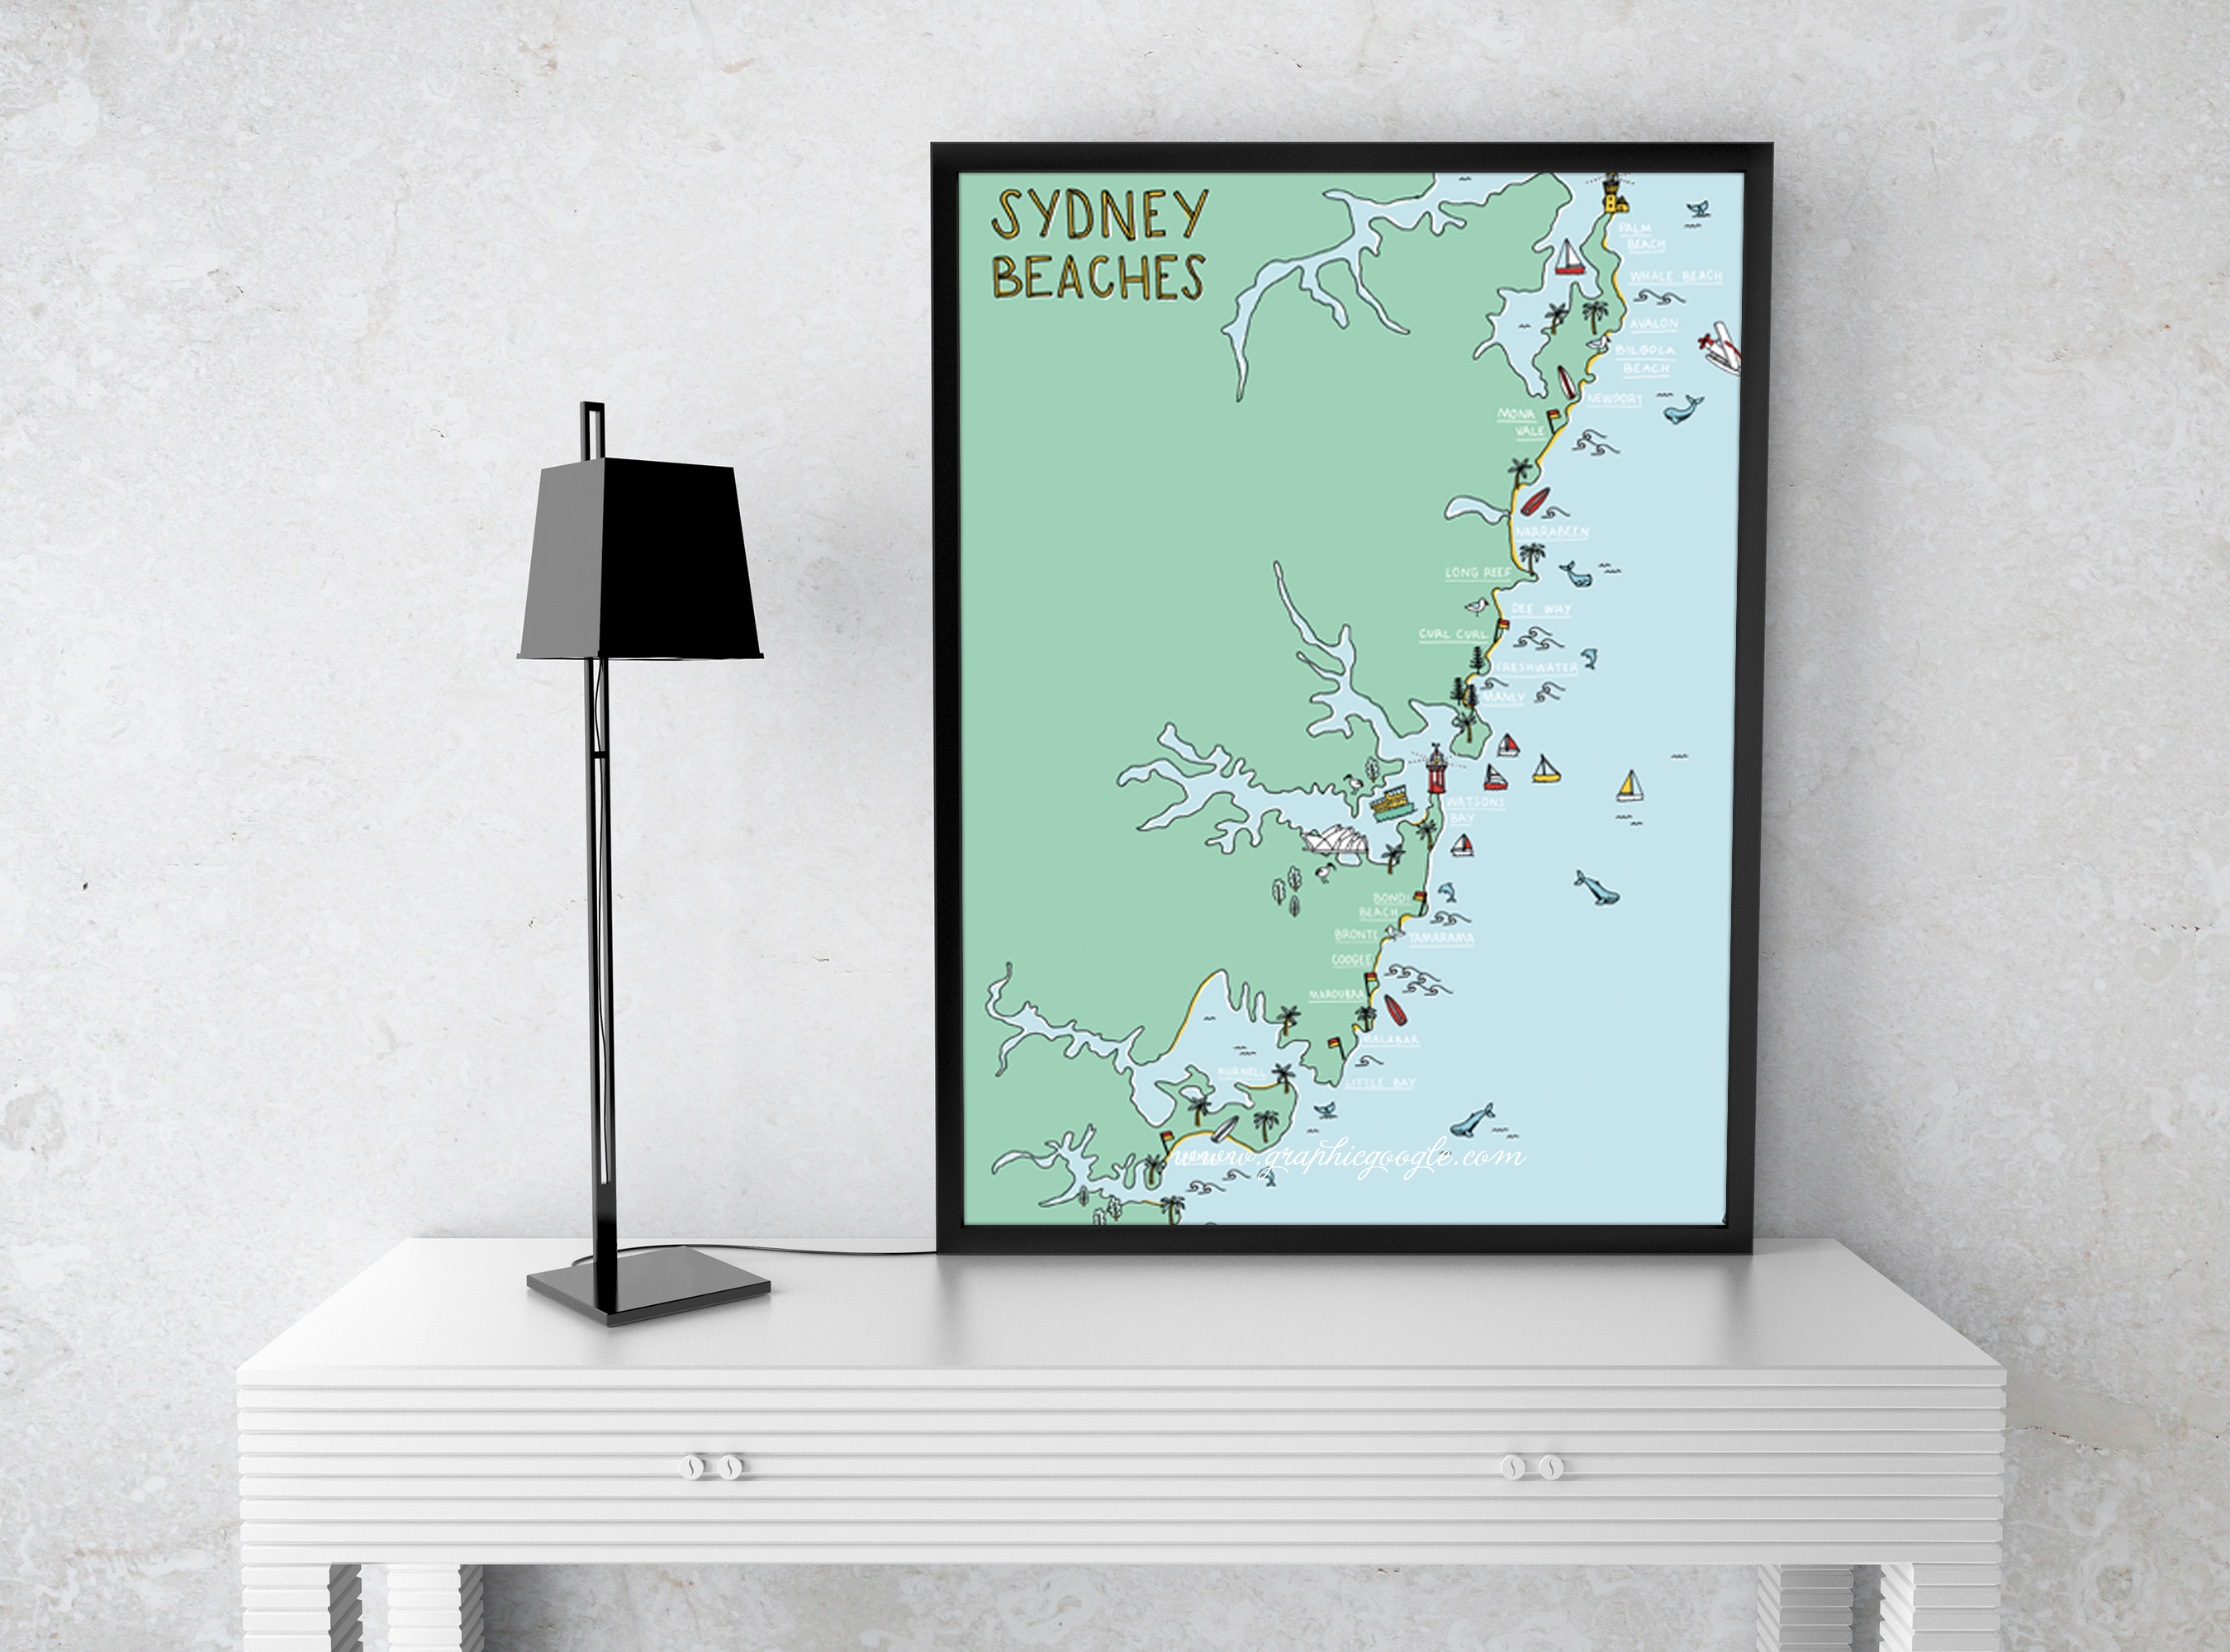 SYDNEY
BEACHES
PALM
BEACH
WHALE BEACH
AVALON
BILGOLA
BEACH
NEWPORT
MONA
VALE
NARRABEEN
LONG REEF
DEE WHY
CURL CURL
FRESHWATER
MANLY
WATSONS
BAY
BONDI
BEACH
BRONTE
TAMARAMA
COOGEE
MAROUBRA
MALABAR
KURNELL
LITTLE BAY
www.graphicgoogle.com